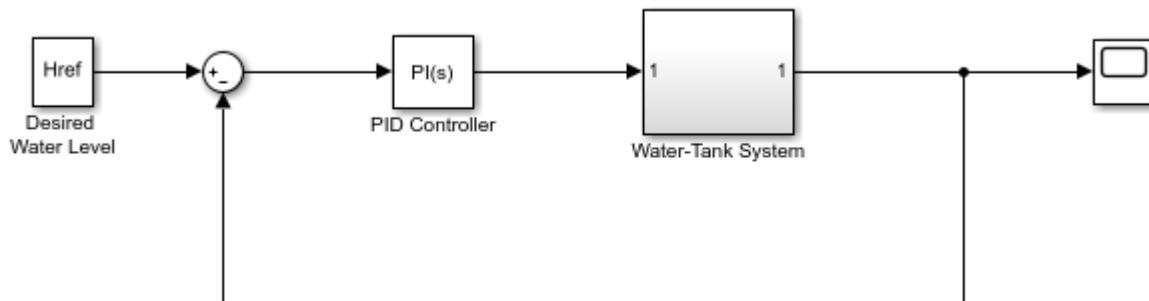 Href
+
−
PI(s)
1
1
Desired
Water Level
PID Controller
Water-Tank System